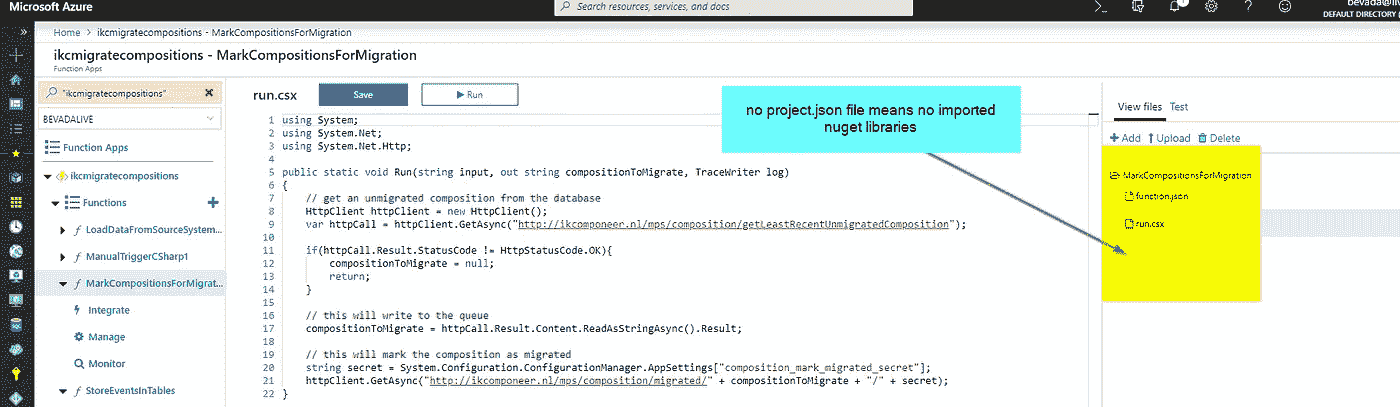 Microsoft Azure
Search resources, services, and docs
DEFAULT DIRECTORY
Home > ikcmigratecompositions - MarkCompositionsForMigration
ikcmigratecompositions - MarkCompositionsForMigration
Function Apps
"ikcmigratecompositions"
BEVADALIVE
Function Apps
ikcmigratecompositions
Functions
LoadDataFromSourceSystem...
ManualTriggerCSharp1
MarkCompositionsForMigrat...
Integrate
Manage
Monitor
StoreEventsInTables
run.csx
Save
Run
1 using System;
2 using System.Net;
3 using System.Net.Http;
4
5 public static void Run(string input, out string compositionToMigrate, TraceWriter log)
6 {
7 // get an unmigrated composition from the database
8 HttpClient httpClient = new HttpClient();
9 var httpCall = httpClient.GetAsync("http://ikcomponeer.nl/mps/composition/getLeastRecentUnmigratedComposition");
10
11 if(httpCall.Result.StatusCode != HttpStatusCode.OK){
12 compositionToMigrate = null;
13 return;
14 }
15
16 // this will write to the queue
17 compositionToMigrate = httpCall.Result.Content.ReadAsStringAsync().Result;
18
19 // this will mark the composition as migrated
20 string secret = System.Configuration.ConfigurationManager.AppSettings["composition_mark_migrated_secret"];
21 httpClient.GetAsync("http://ikcomponeer.nl/mps/composition/migrated/" + compositionToMigrate + "/" + secret);
22 }
no project.json file means no imported
nuget libraries
View files Test
Add Upload Delete
MarkCompositionsForMigration
function.json
run.csx